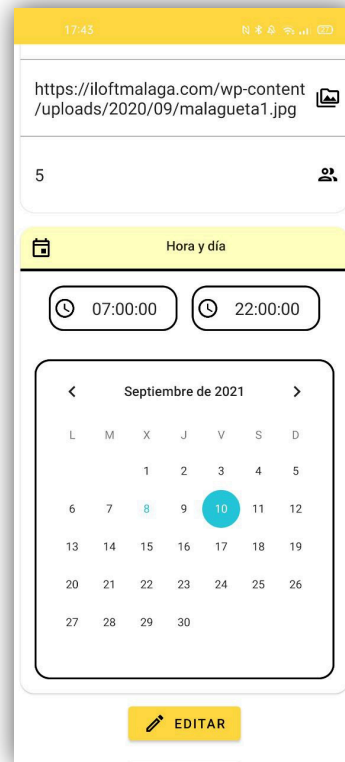 17:43
https://iloftmalaga.com/wp-content
/uploads/2020/09/malagueta1.jpg
5
Hora y día
07:00:00 22:00:00
Septiembre de 2021
L M X J V S D
1 2 3 4 5
6 7 8 9 10 11 12
13 14 15 16 17 18 19
20 21 22 23 24 25 26
27 28 29 30
EDITAR